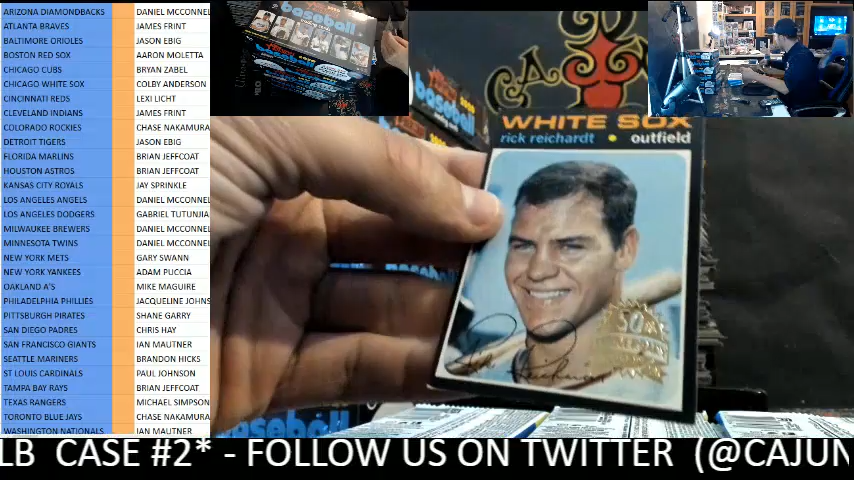 ARIZONA DIAMONDBACKS DANIEL MCCONNEL
ATLANTA BRAVES JAMES FRINT
BALTIMORE ORIOLES JASON EBIG
BOSTON RED SOX AARON MOLETTA
CHICAGO CUBS BRYAN ZABEL
CHICAGO WHITE SOX COLBY ANDERSON
CINCINNATI REDS LEXI LICHT
CLEVELAND INDIANS JAMES FRINT
COLORADO ROCKIES CHASE NAKAMURA
DETROIT TIGERS JASON EBIG
FLORIDA MARLINS BRIAN JEFFCOAT
HOUSTON ASTROS BRIAN JEFFCOAT
KANSAS CITY ROYALS JAY SPRINKLE
LOS ANGELES ANGELS DANIEL MCCONNEL
LOS ANGELES DODGERS GABRIEL TUTUNJIA
MILWAUKEE BREWERS DANIEL MCCONNEL
MINNESOTA TWINS DANIEL MCCONNEL
NEW YORK METS GARY SWANN
NEW YORK YANKEES ADAM PUCCIA
OAKLAND A'S MIKE MAGUIRE
PHILADELPHIA PHILLIES JACQUELINE JOHNS
PITTSBURGH PIRATES SHANE GARRY
SAN DIEGO PADRES CHRIS HAY
SAN FRANCISCO GIANTS IAN MAUTNER
SEATTLE MARINERS BRANDON HICKS
ST LOUIS CARDINALS PAUL JOHNSON
TAMPA BAY RAYS BRIAN JEFFCOAT
TEXAS RANGERS MICHAEL SIMPSON
TORONTO BLUE JAYS CHASE NAKAMURA
WASHINGTON NATIONALS IAN MAUTNER
baseball
baseball
WHITE SOX
rick reichardt • outfield
baseball
LB CASE #2* - FOLLOW US ON TWITTER (@CAJUN